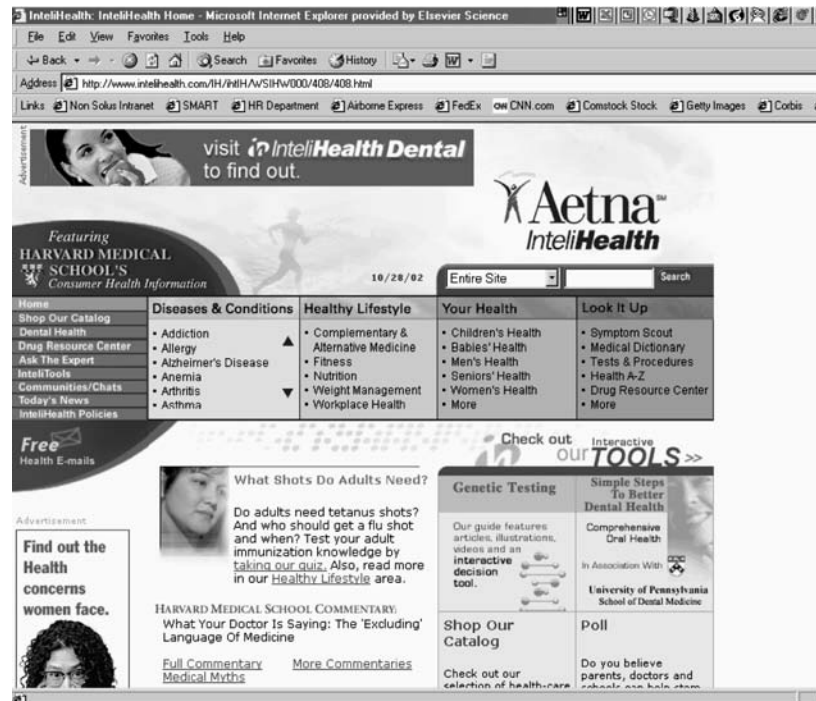 InteliHealth: InteliHealth Home - Microsoft Internet Explorer provided by Elsevier Science
File Edit View Favorites Tools Help
Back Search Favorites History
Address http://www.intelihealth.com/IH/ihtIH/WSIHW000/408/408.html
Links Non Solus Intranet SMART HR Department Airborne Express FedEx CNN.com Comstock Stock Getty Images Corbis
Advertisement
visit InteliHealth Dental
to find out.
Aetna SM
InteliHealth
Featuring
HARVARD MEDICAL
SCHOOL'S
Consumer Health Information
10/28/02
Entire Site
Search
Home
Shop Our Catalog
Dental Health
Drug Resource Center
Ask The Expert
InteliTools
Communities/Chats
Today's News
InteliHealth Policies
Diseases & Conditions
• Addiction
• Allergy
• Alzheimer's Disease
• Anemia
• Arthritis
• Asthma
Healthy Lifestyle
• Complementary &
Alternative Medicine
• Fitness
• Nutrition
• Weight Management
• Workplace Health
Your Health
• Children's Health
• Babies' Health
• Men's Health
• Seniors' Health
• Women's Health
• More
Look It Up
• Symptom Scout
• Medical Dictionary
• Tests & Procedures
• Health A-Z
• Drug Resource Center
• More
Free
Health E-mails
Check out Interactive
our TOOLS >>
Advertisement
Find out the
Health
concerns
women face.
What Shots Do Adults Need?
Do adults need tetanus shots?
And who should get a flu shot
and when? Test your adult
immunization knowledge by
taking our quiz. Also, read more
in our Healthy Lifestyle area.
HARVARD MEDICAL SCHOOL COMMENTARY:
What Your Doctor Is Saying: The 'Excluding'
Language Of Medicine
Full Commentary More Commentaries
Medical Myths
Genetic Testing
Our guide features
articles, illustrations,
videos and an
interactive
decision
tool.
Simple Steps
To Better
Dental Health
Comprehensive
Oral Health
In Association With
University of Pennsylvania
School of Dental Medicine
Shop Our
Catalog
Check out our
selection of health-care
Poll
Do you believe
parents, doctors and
schools can help stem